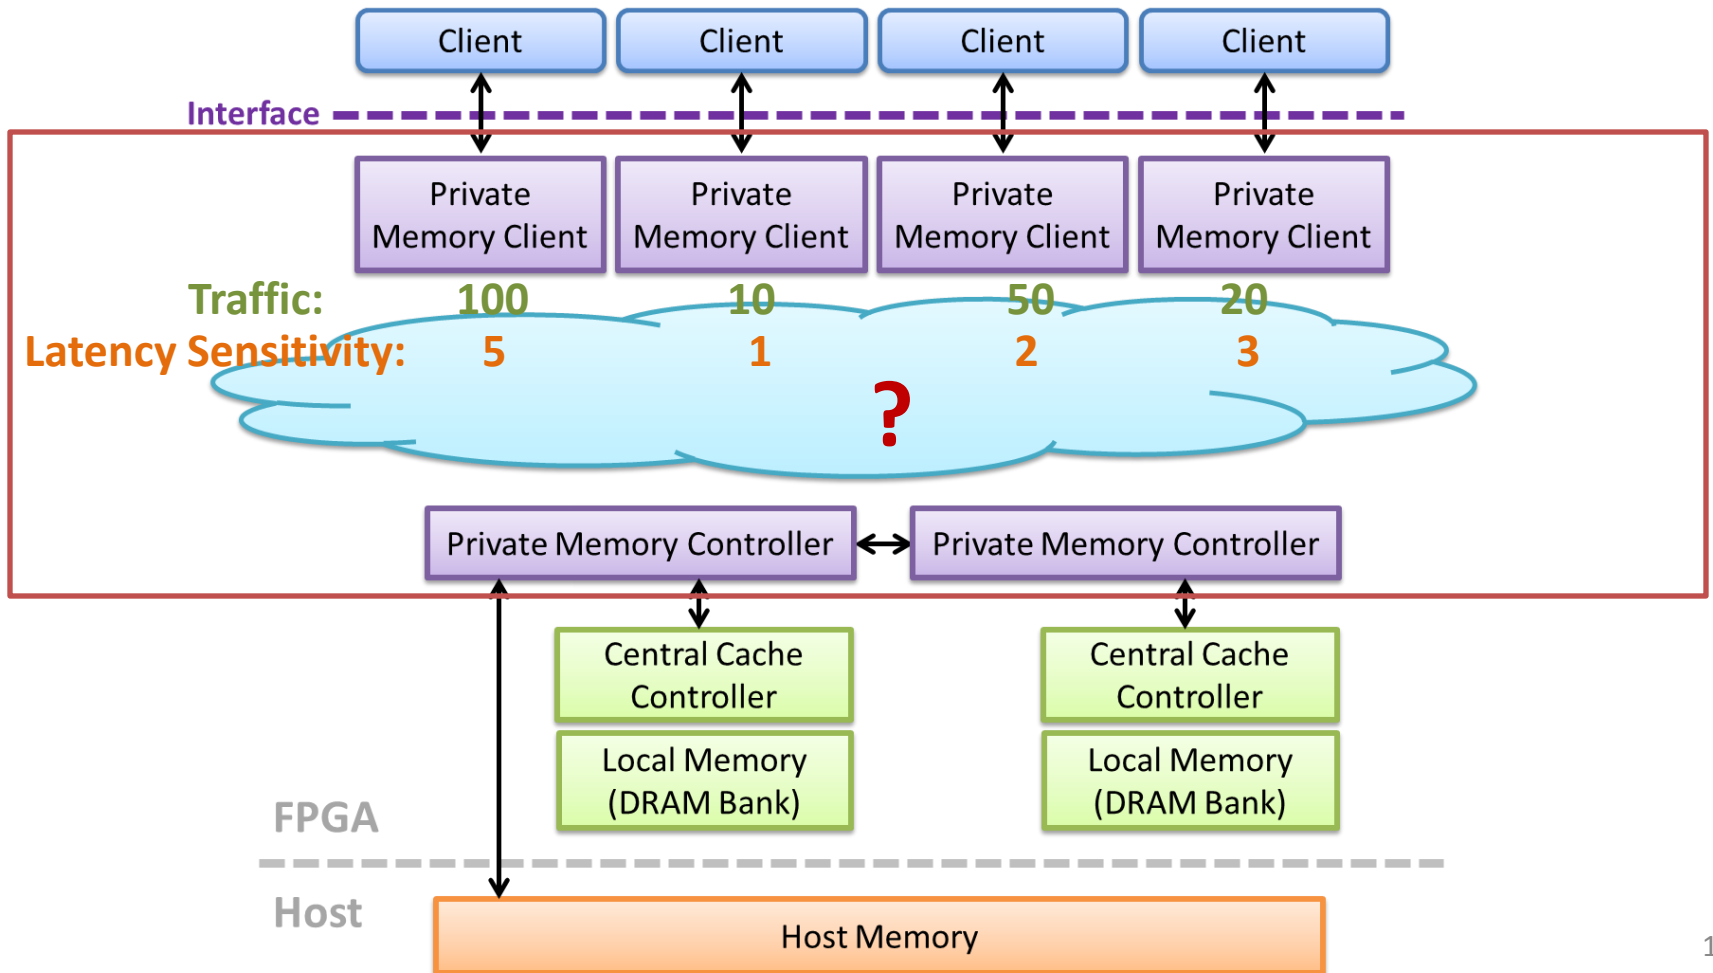 Client Client Client Client
Interface
Private Private Private Private
Memory Client Memory Client Memory Client Memory Client
Traffic: 100 10 50 20
Latency Sensitivity: 5 1 2 3
?
Private Memory Controller Private Memory Controller
Central Cache Central Cache
Controller Controller
Local Memory Local Memory
(DRAM Bank) (DRAM Bank)
FPGA
Host
Host Memory
1